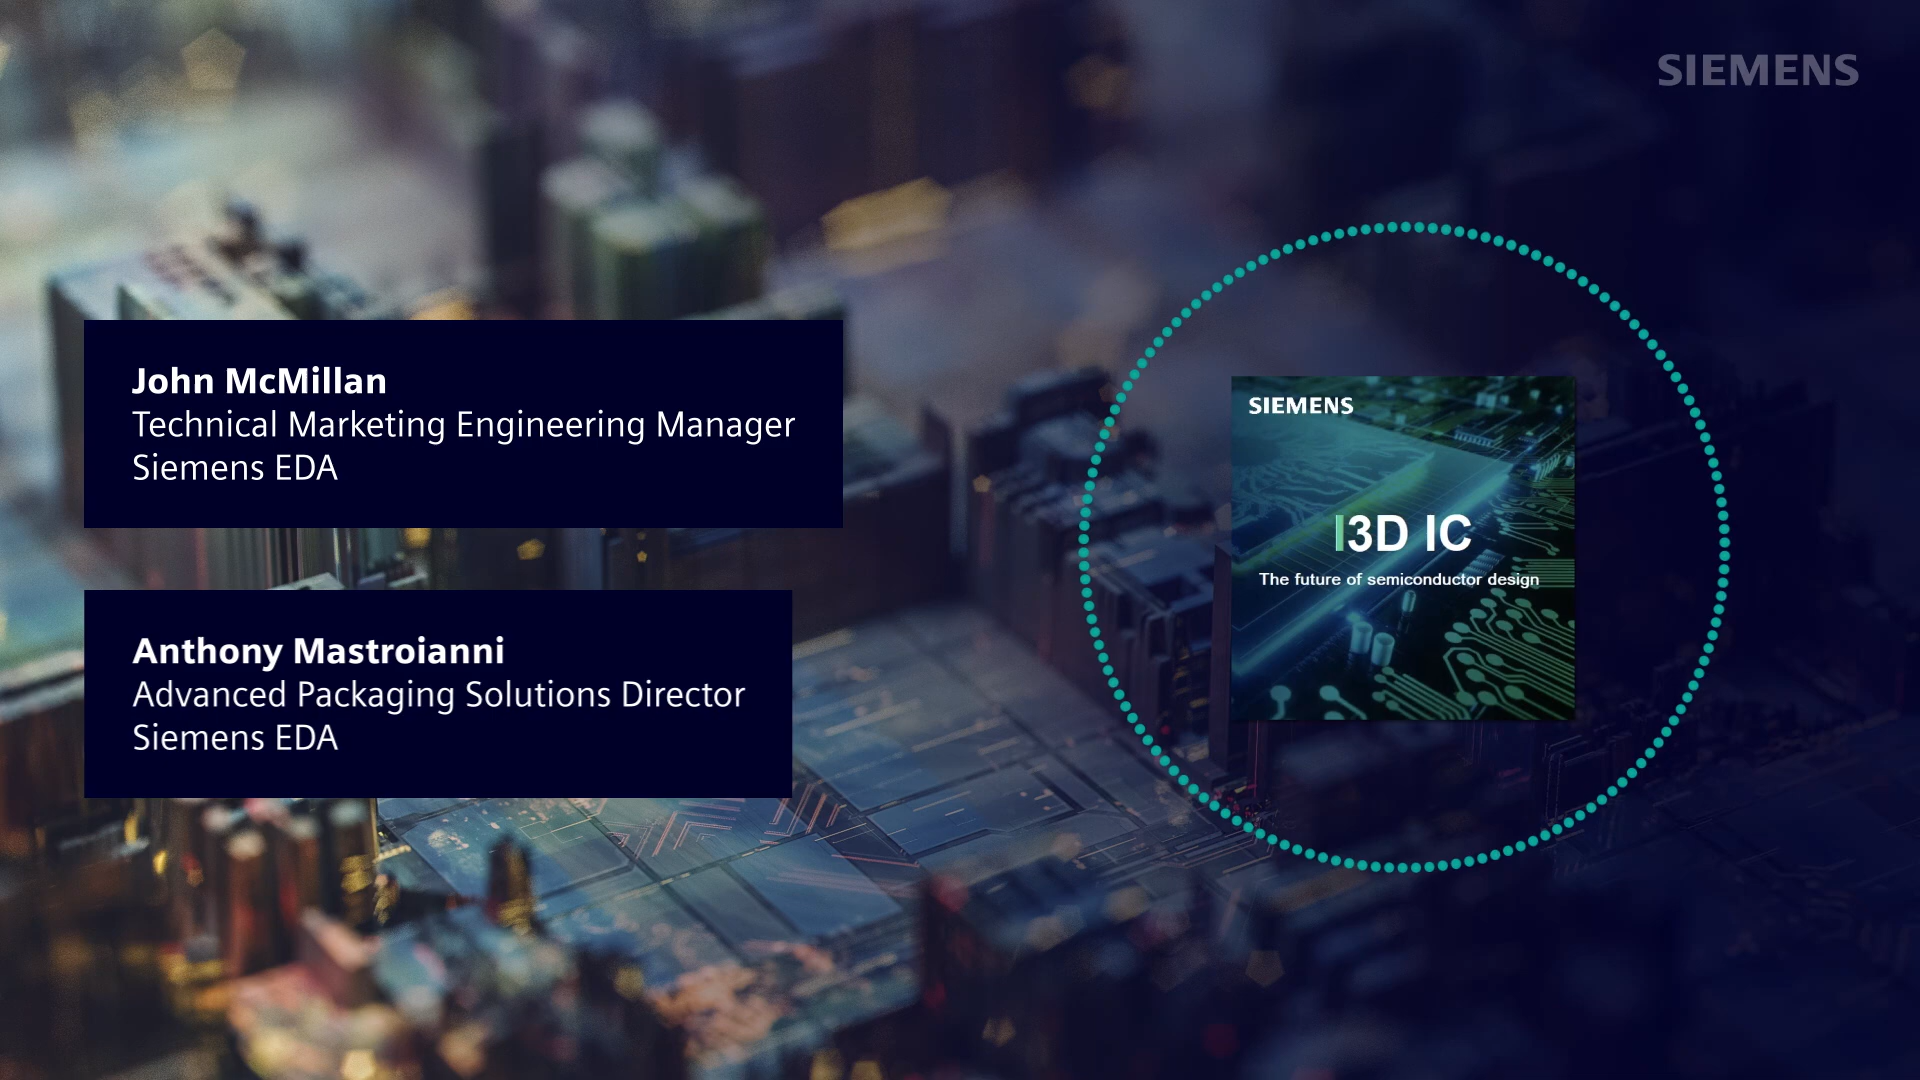 SIEMENS
John McMillan
Technical Marketing Engineering Manager
Siemens EDA
Anthony Mastroianni
Advanced Packaging Solutions Director
Siemens EDA
SIEMENS
3D IC
The future of semiconductor design